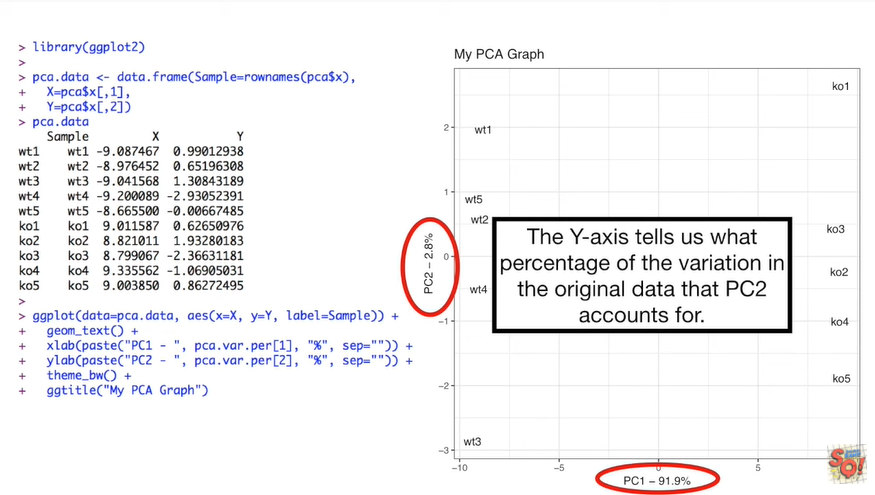 > library(ggplot2)
>
> pca.data <- data.frame(Sample=rownames(pca$x),
+   X=pca$x[,1],
+   Y=pca$x[,2])
> pca.data
Sample X Y
wt1 wt1 -9.087467 0.99012938
wt2 wt2 -8.976452 0.65196308
wt3 wt3 -9.041568 1.30843189
wt4 wt4 -9.200089 -2.93052391
wt5 wt5 -8.665500 -0.00667485
ko1 ko1 9.011587 0.62650976
ko2 ko2 8.821011 1.93280183
ko3 ko3 8.799067 -2.36631181
ko4 ko4 9.335562 -1.06905031
ko5 ko5 9.003850 0.86272495
>
> ggplot(data=pca.data, aes(x=X, y=Y, label=Sample)) +
+   geom_text() +
+   xlab(paste("PC1 - ", pca.var.per[1], "%", sep="")) +
+   ylab(paste("PC2 - ", pca.var.per[2], "%", sep="")) +
+   theme_bw() +
+   ggtitle("My PCA Graph")
My PCA Graph
ko1
2
wt1
1
wt5
wt2
ko3
PC2 – 2.8%
0
ko2
wt4
-1
ko4
ko5
-2
wt3
-3
The Y-axis tells us what
percentage of the variation in
the original data that PC2
accounts for.
-10
-5
0
5
PC1 – 91.9%
SQ!